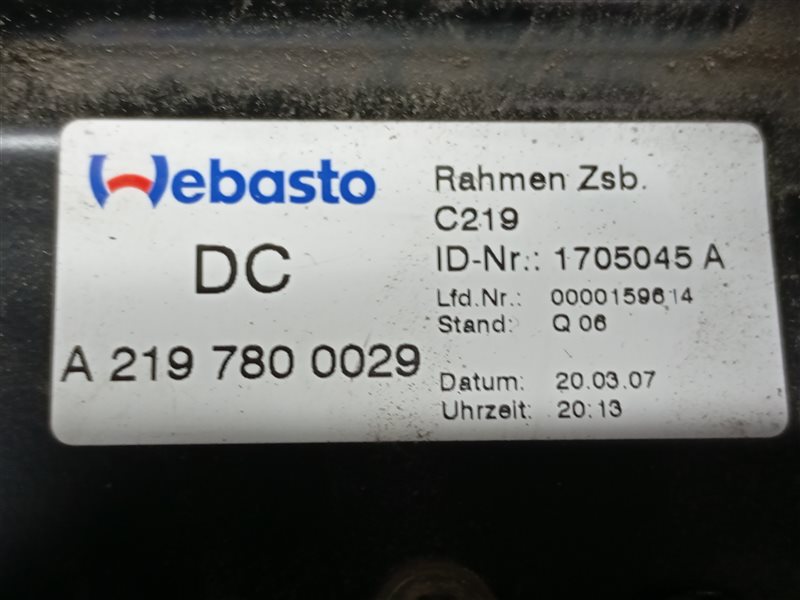 Webasto
DC
A 219 780 0029
Rahmen Zsb.
C219
ID-Nr.: 1705045 A
Lfd.Nr.: 0000159614
Stand: Q 06
Datum: 20.03.07
Uhrzeit: 20:13